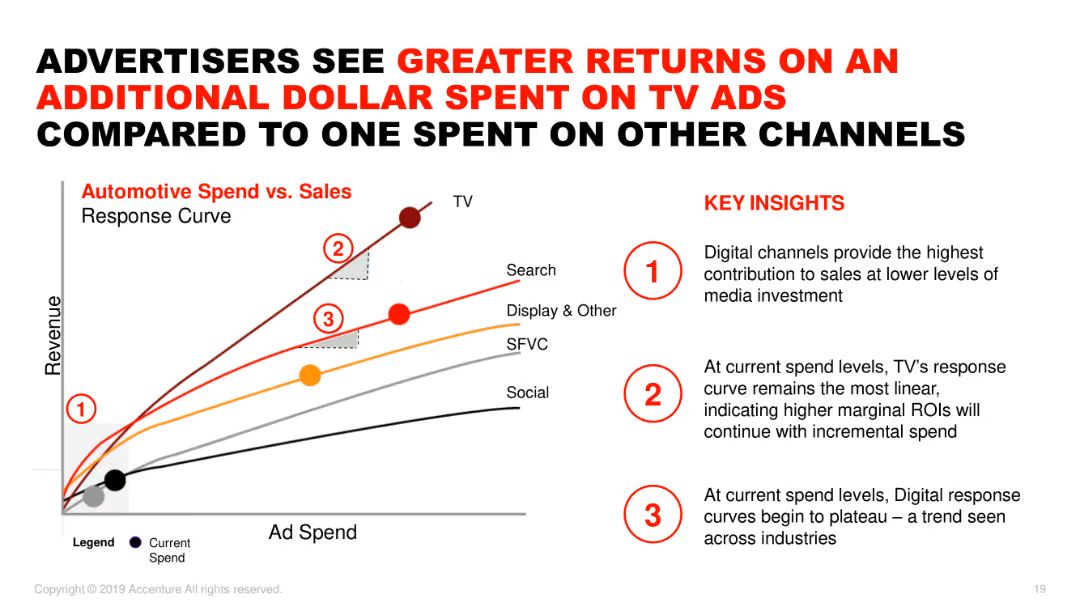 ADVERTISERS SEE GREATER RETURNS ON AN
ADDITIONAL DOLLAR SPENT ON TV ADS
COMPARED TO ONE SPENT ON OTHER CHANNELS
Automotive Spend vs. Sales
Response Curve
Revenue
Ad Spend
TV
Search
Display & Other
SFVC
Social
1
2
3
Legend
Current
Spend
KEY INSIGHTS
1
Digital channels provide the highest
contribution to sales at lower levels of
media investment
2
At current spend levels, TV's response
curve remains the most linear,
indicating higher marginal ROIs will
continue with incremental spend
3
At current spend levels, Digital response
curves begin to plateau – a trend seen
across industries
Copyright © 2019 Accenture All rights reserved.
19